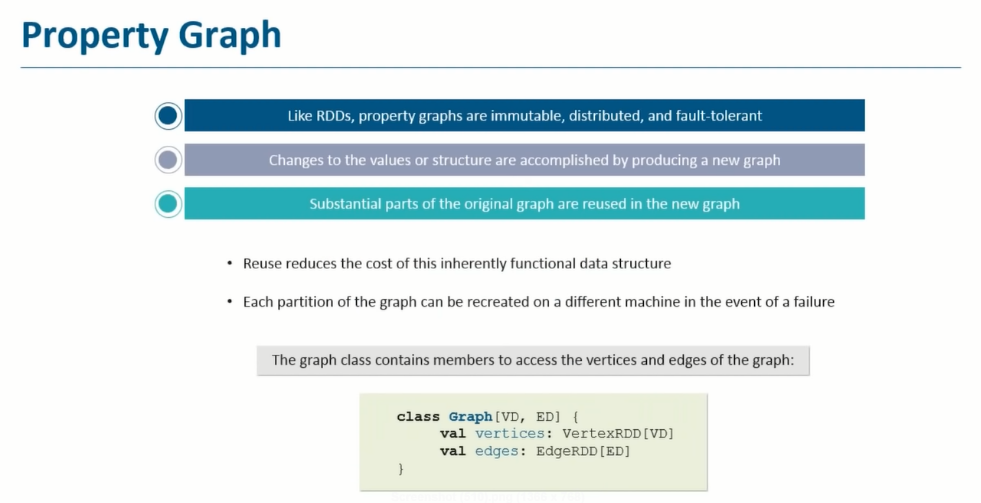 Property Graph
Like RDDs, property graphs are immutable, distributed, and fault-tolerant
Changes to the values or structure are accomplished by producing a new graph
Substantial parts of the original graph are reused in the new graph
• Reuse reduces the cost of this inherently functional data structure
• Each partition of the graph can be recreated on a different machine in the event of a failure
The graph class contains members to access the vertices and edges of the graph:
class Graph[VD, ED] {
val vertices: VertexRDD[VD]
val edges: EdgeRDD[ED]
}